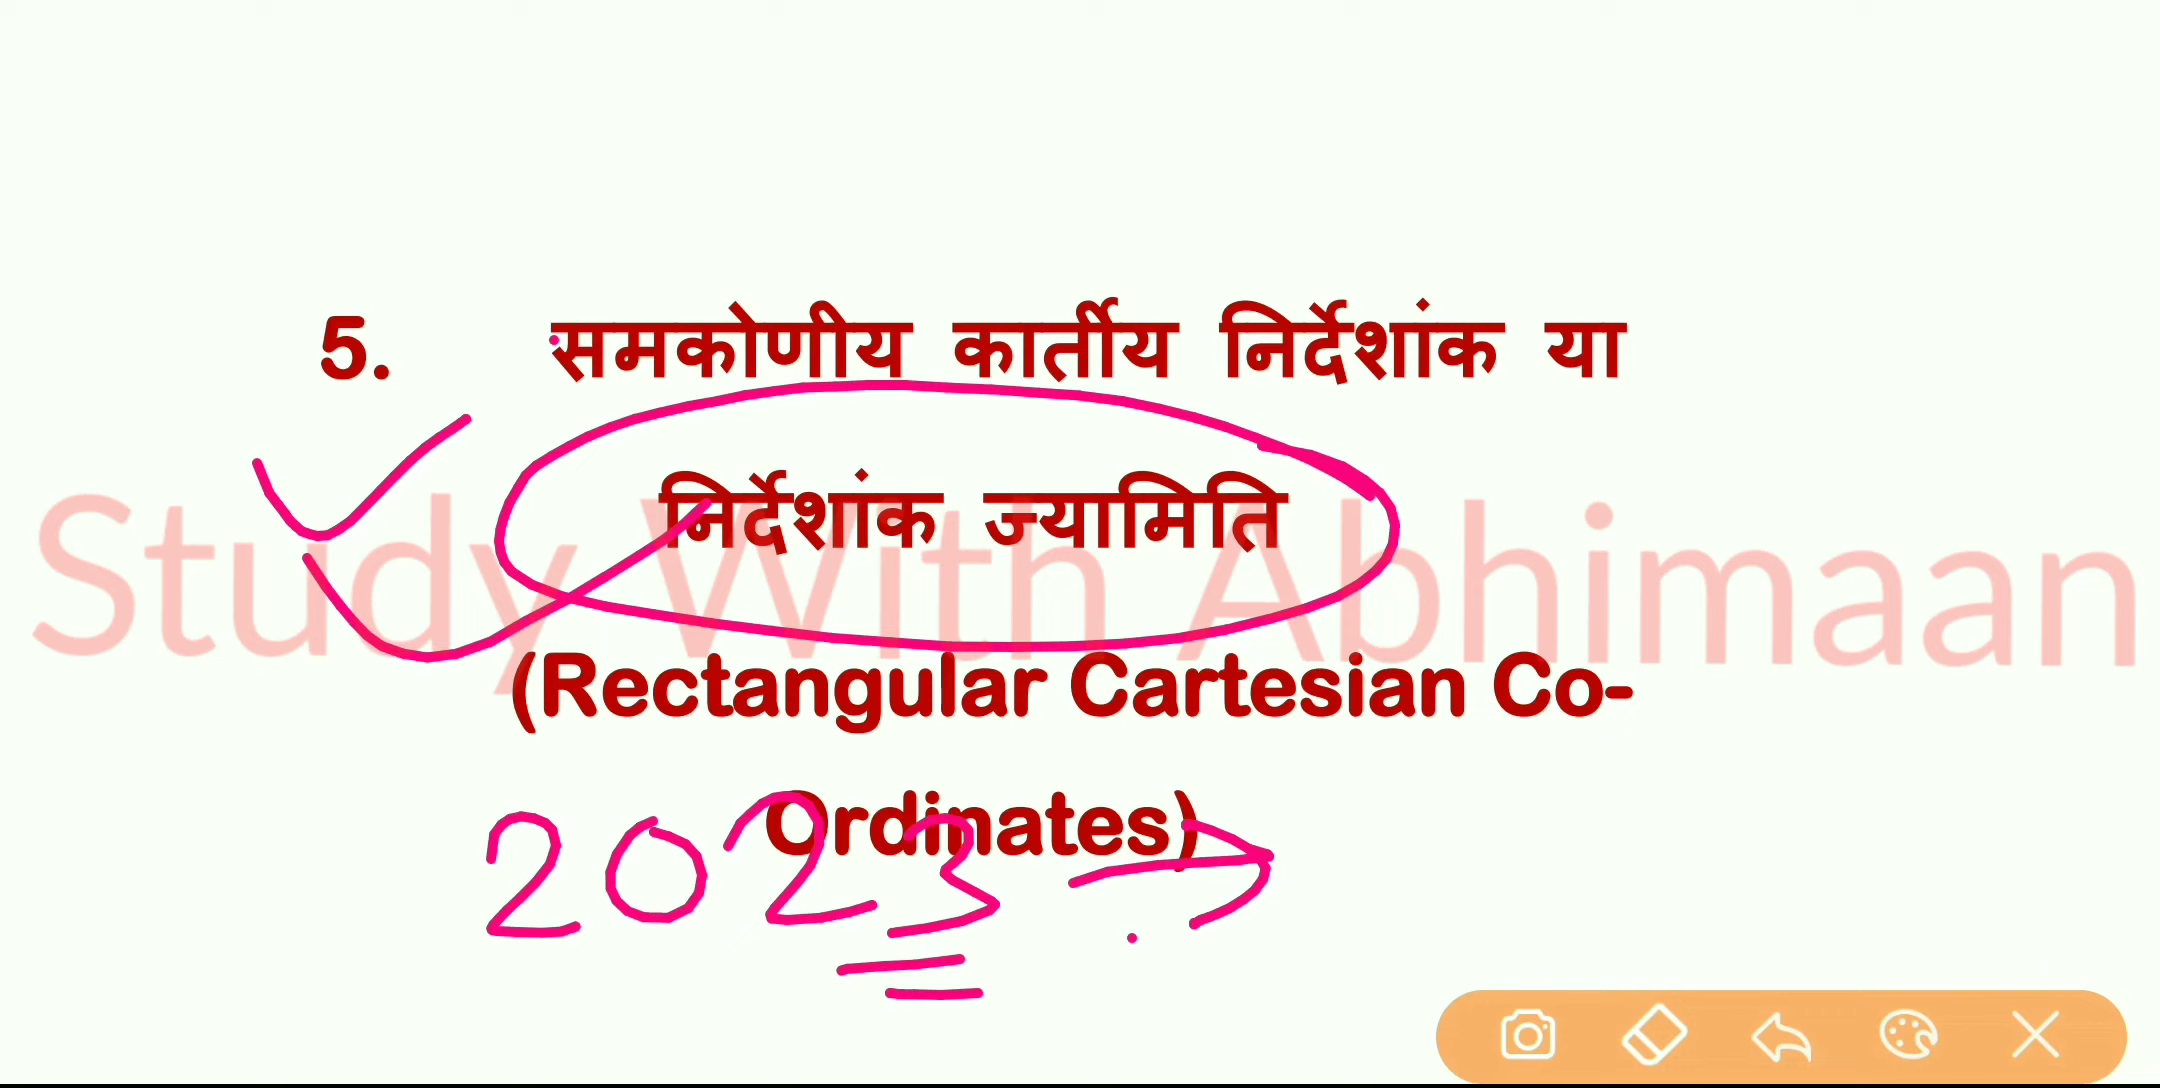 5. समकोणीय कार्तीय निर्देशांक या
निर्देशांक ज्यामिति
Study With Abhimaan
(Rectangular Cartesian Co-
Ordinates)
2023